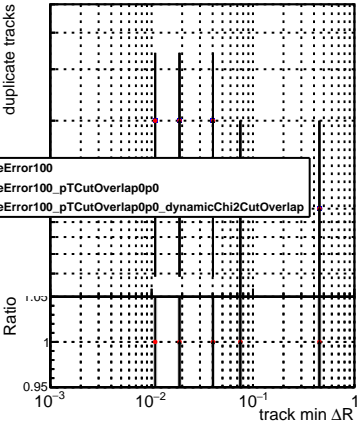 duplicate tracks
eError100
eError100_pTCutOverlap0p0
eError100_pTCutOverlap0p0_dynamicChi2CutOverlap
Ratio
1.05
1
0.95
10⁻³ 10⁻² 10⁻¹ 1
track min ΔR